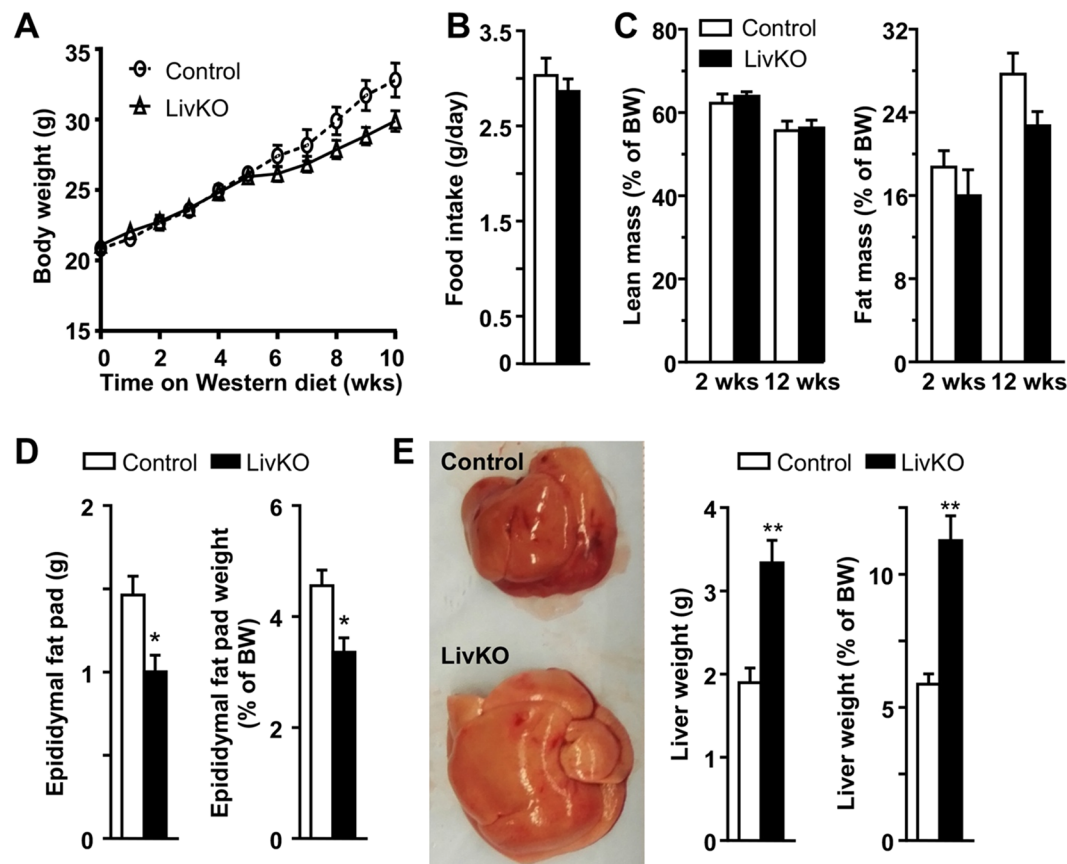 A
Body weight (g)
35
30
25
20
15
Control
LivKO
0 2 4 6 8 10
Time on Western diet (wks)
B
Food intake (g/day)
3.5
2.5
1.5
0.5
0
C
Control
LivKO
Lean mass (% of BW)
80
60
40
20
0
2 wks 12 wks
Fat mass (% of BW)
32
24
16
8
0
2 wks 12 wks
D
Control LivKO
Epididymal fat pad (g)
2
1
0
*
Epididymal fat pad weight
(% of BW)
6
4
2
0
*
E
Control
LivKO
Control LivKO
Liver weight (g)
4
3
2
1
0
**
Liver weight (% of BW)
10
5
0
**